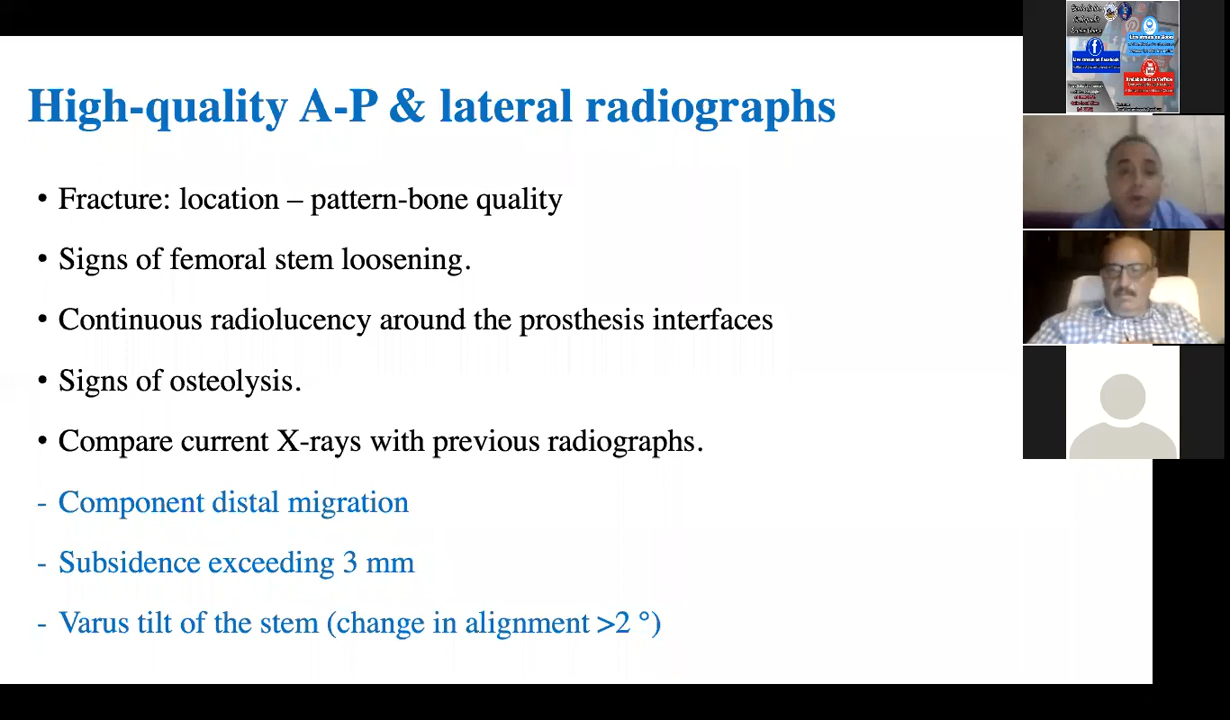 High-quality A-P & lateral radiographs
• Fracture: location – pattern-bone quality
• Signs of femoral stem loosening.
• Continuous radiolucency around the prosthesis interfaces
• Signs of osteolysis.
• Compare current X-rays with previous radiographs.
- Component distal migration
- Subsidence exceeding 3 mm
- Varus tilt of the stem (change in alignment >2 °)